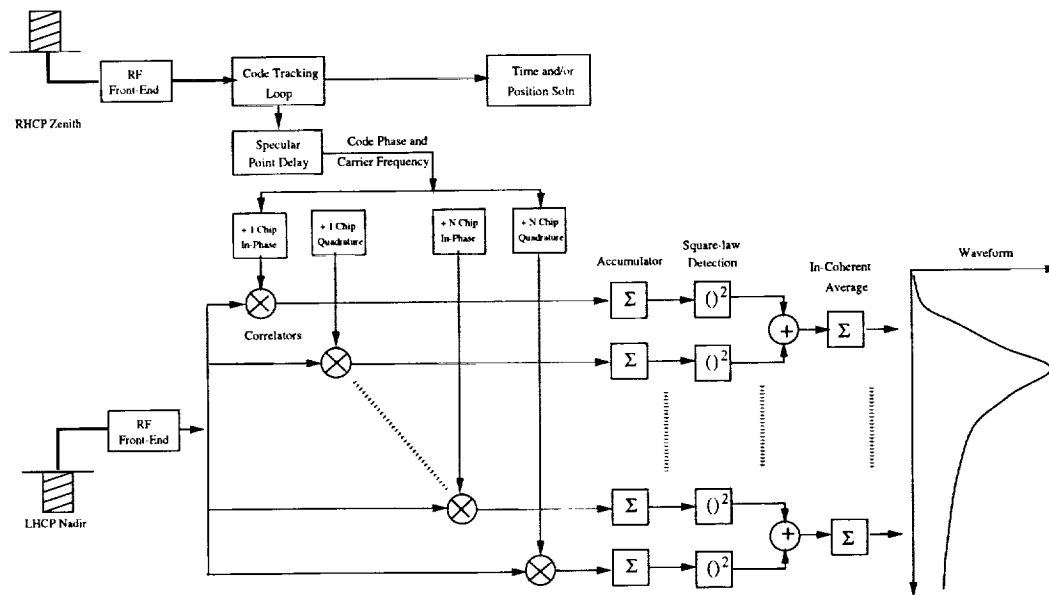 RHCP Zenith
RF
Front-End
Code Tracking
Loop
Time and/or
Position Soln
Specular
Point Delay
Code Phase and
Carrier Frequency
+ 1 Chip
In-Phase
+ 1 Chip
Quadrature
+ N Chip
In-Phase
+ N Chip
Quadrature
Accumulator
Square-law
Detection
In-Coherent
Average
Waveform
Correlators
Σ
()²
+
Σ
Σ
()²
RF
Front-End
LHCP Nadir
Σ
()²
+
Σ
Σ
()²